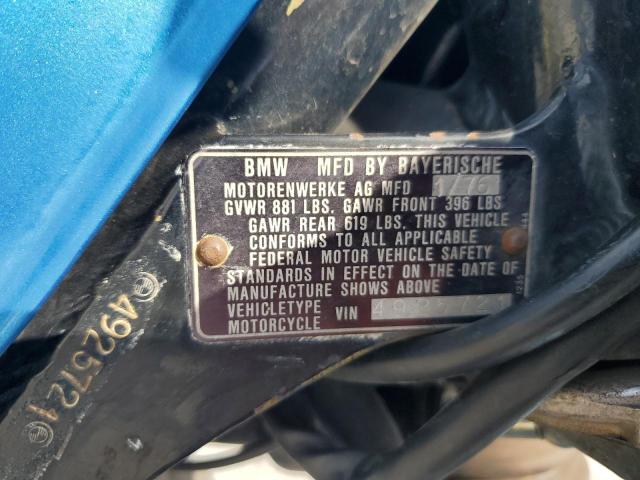 BMW MFD BY BAYERISCHE
MOTORENWERKE AG MFD 1/76
GVWR 881 LBS. GAWR FRONT 396 LBS
GAWR REAR 619 LBS. THIS VEHICLE
CONFORMS TO ALL APPLICABLE
FEDERAL MOTOR VEHICLE SAFETY
STANDARDS IN EFFECT ON THE DATE OF
MANUFACTURE SHOWS ABOVE
VEHICLETYPE VIN 4925721
MOTORCYCLE
4925721